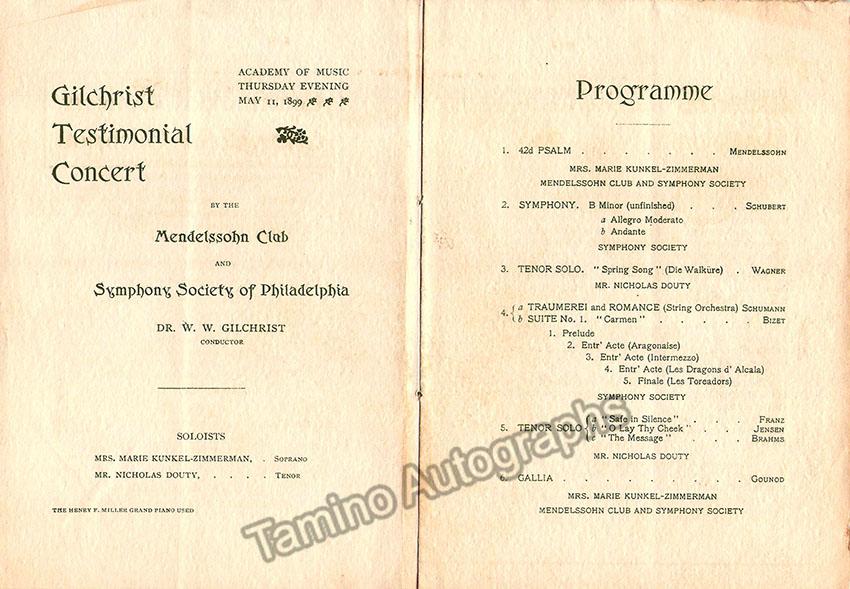 Gilchrist
Testimonial
Concert
ACADEMY OF MUSIC
THURSDAY EVENING
MAY 11, 1899
BY THE
Mendelssohn Club
AND
Symphony Society of Philadelphia
DR. W. W. GILCHRIST
CONDUCTOR
SOLOISTS
MRS. MARIE KUNKEL-ZIMMERMAN, . SOPRANO
MR. NICHOLAS DOUTY, . . . . TENOR
THE HENRY F. MILLER GRAND PIANO USED
Programme
1. 42d PSALM . . . . . . . MENDELSSOHN
MRS. MARIE KUNKEL-ZIMMERMAN
MENDELSSOHN CLUB AND SYMPHONY SOCIETY
2. SYMPHONY. B Minor (unfinished) . . . SCHUBERT
a Allegro Moderato
b Andante
SYMPHONY SOCIETY
3. TENOR SOLO. "Spring Song" (Die Walküre) . WAGNER
MR. NICHOLAS DOUTY
4. { a TRAUMEREI and ROMANCE (String Orchestra) SCHUMANN
b SUITE No. 1. "Carmen" . . . . . BIZET
1. Prelude
2. Entr' Acte (Aragonaise)
3. Entr' Acte (Intermezzo)
4. Entr' Acte (Les Dragons d' Alcala)
5. Finale (Les Toreadors)
SYMPHONY SOCIETY
5. TENOR SOLO { a "Safe in Silence" . . . . FRANZ
b "O Lay Thy Cheek" . . . JENSEN
c "The Message" . . . . BRAHMS
MR. NICHOLAS DOUTY
6. GALLIA . . . . . . . . . GOUNOD
MRS. MARIE KUNKEL-ZIMMERMAN
MENDELSSOHN CLUB AND SYMPHONY SOCIETY
Tamino Autographs